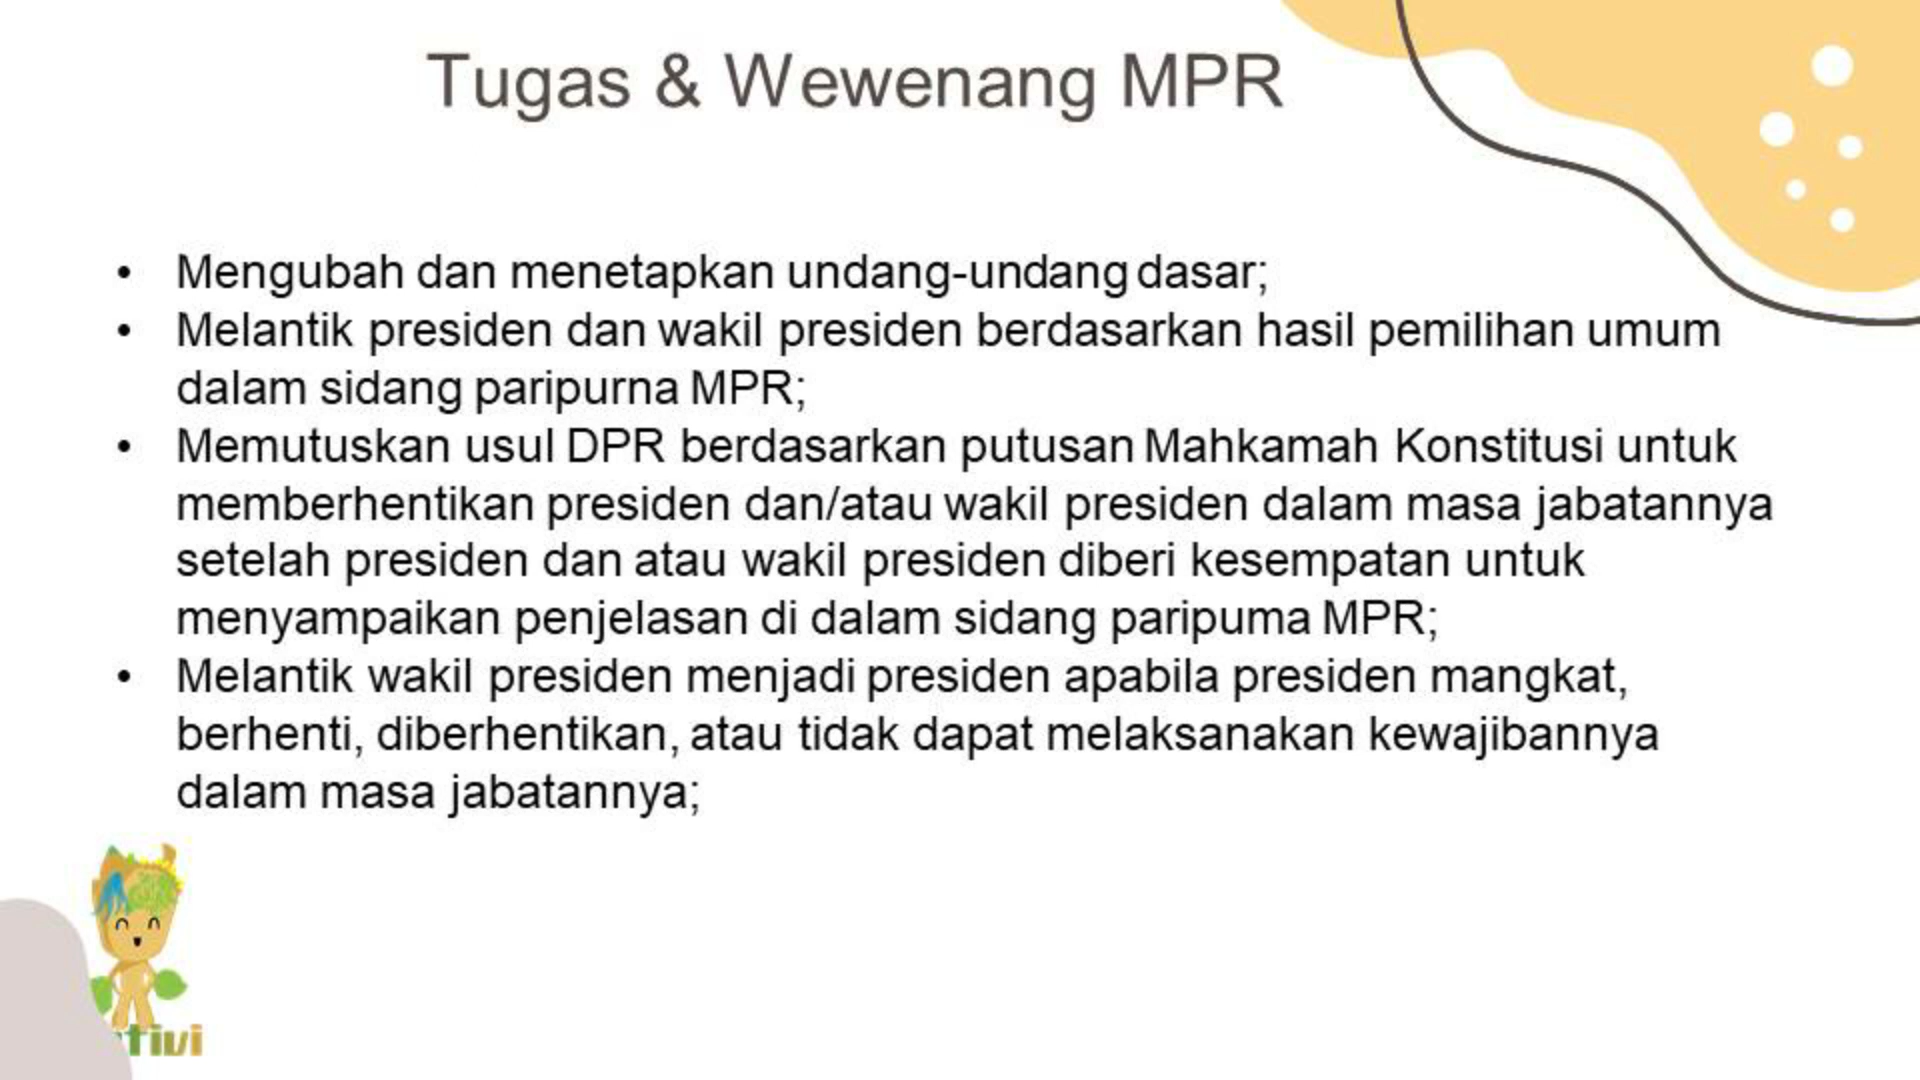 Tugas & Wewenang MPR
• Mengubah dan menetapkan undang-undang dasar;
• Melantik presiden dan wakil presiden berdasarkan hasil pemilihan umum
dalam sidang paripurna MPR;
• Memutuskan usul DPR berdasarkan putusan Mahkamah Konstitusi untuk
memberhentikan presiden dan/atau wakil presiden dalam masa jabatannya
setelah presiden dan atau wakil presiden diberi kesempatan untuk
menyampaikan penjelasan di dalam sidang paripuma MPR;
• Melantik wakil presiden menjadi presiden apabila presiden mangkat,
berhenti, diberhentikan, atau tidak dapat melaksanakan kewajibannya
dalam masa jabatannya;